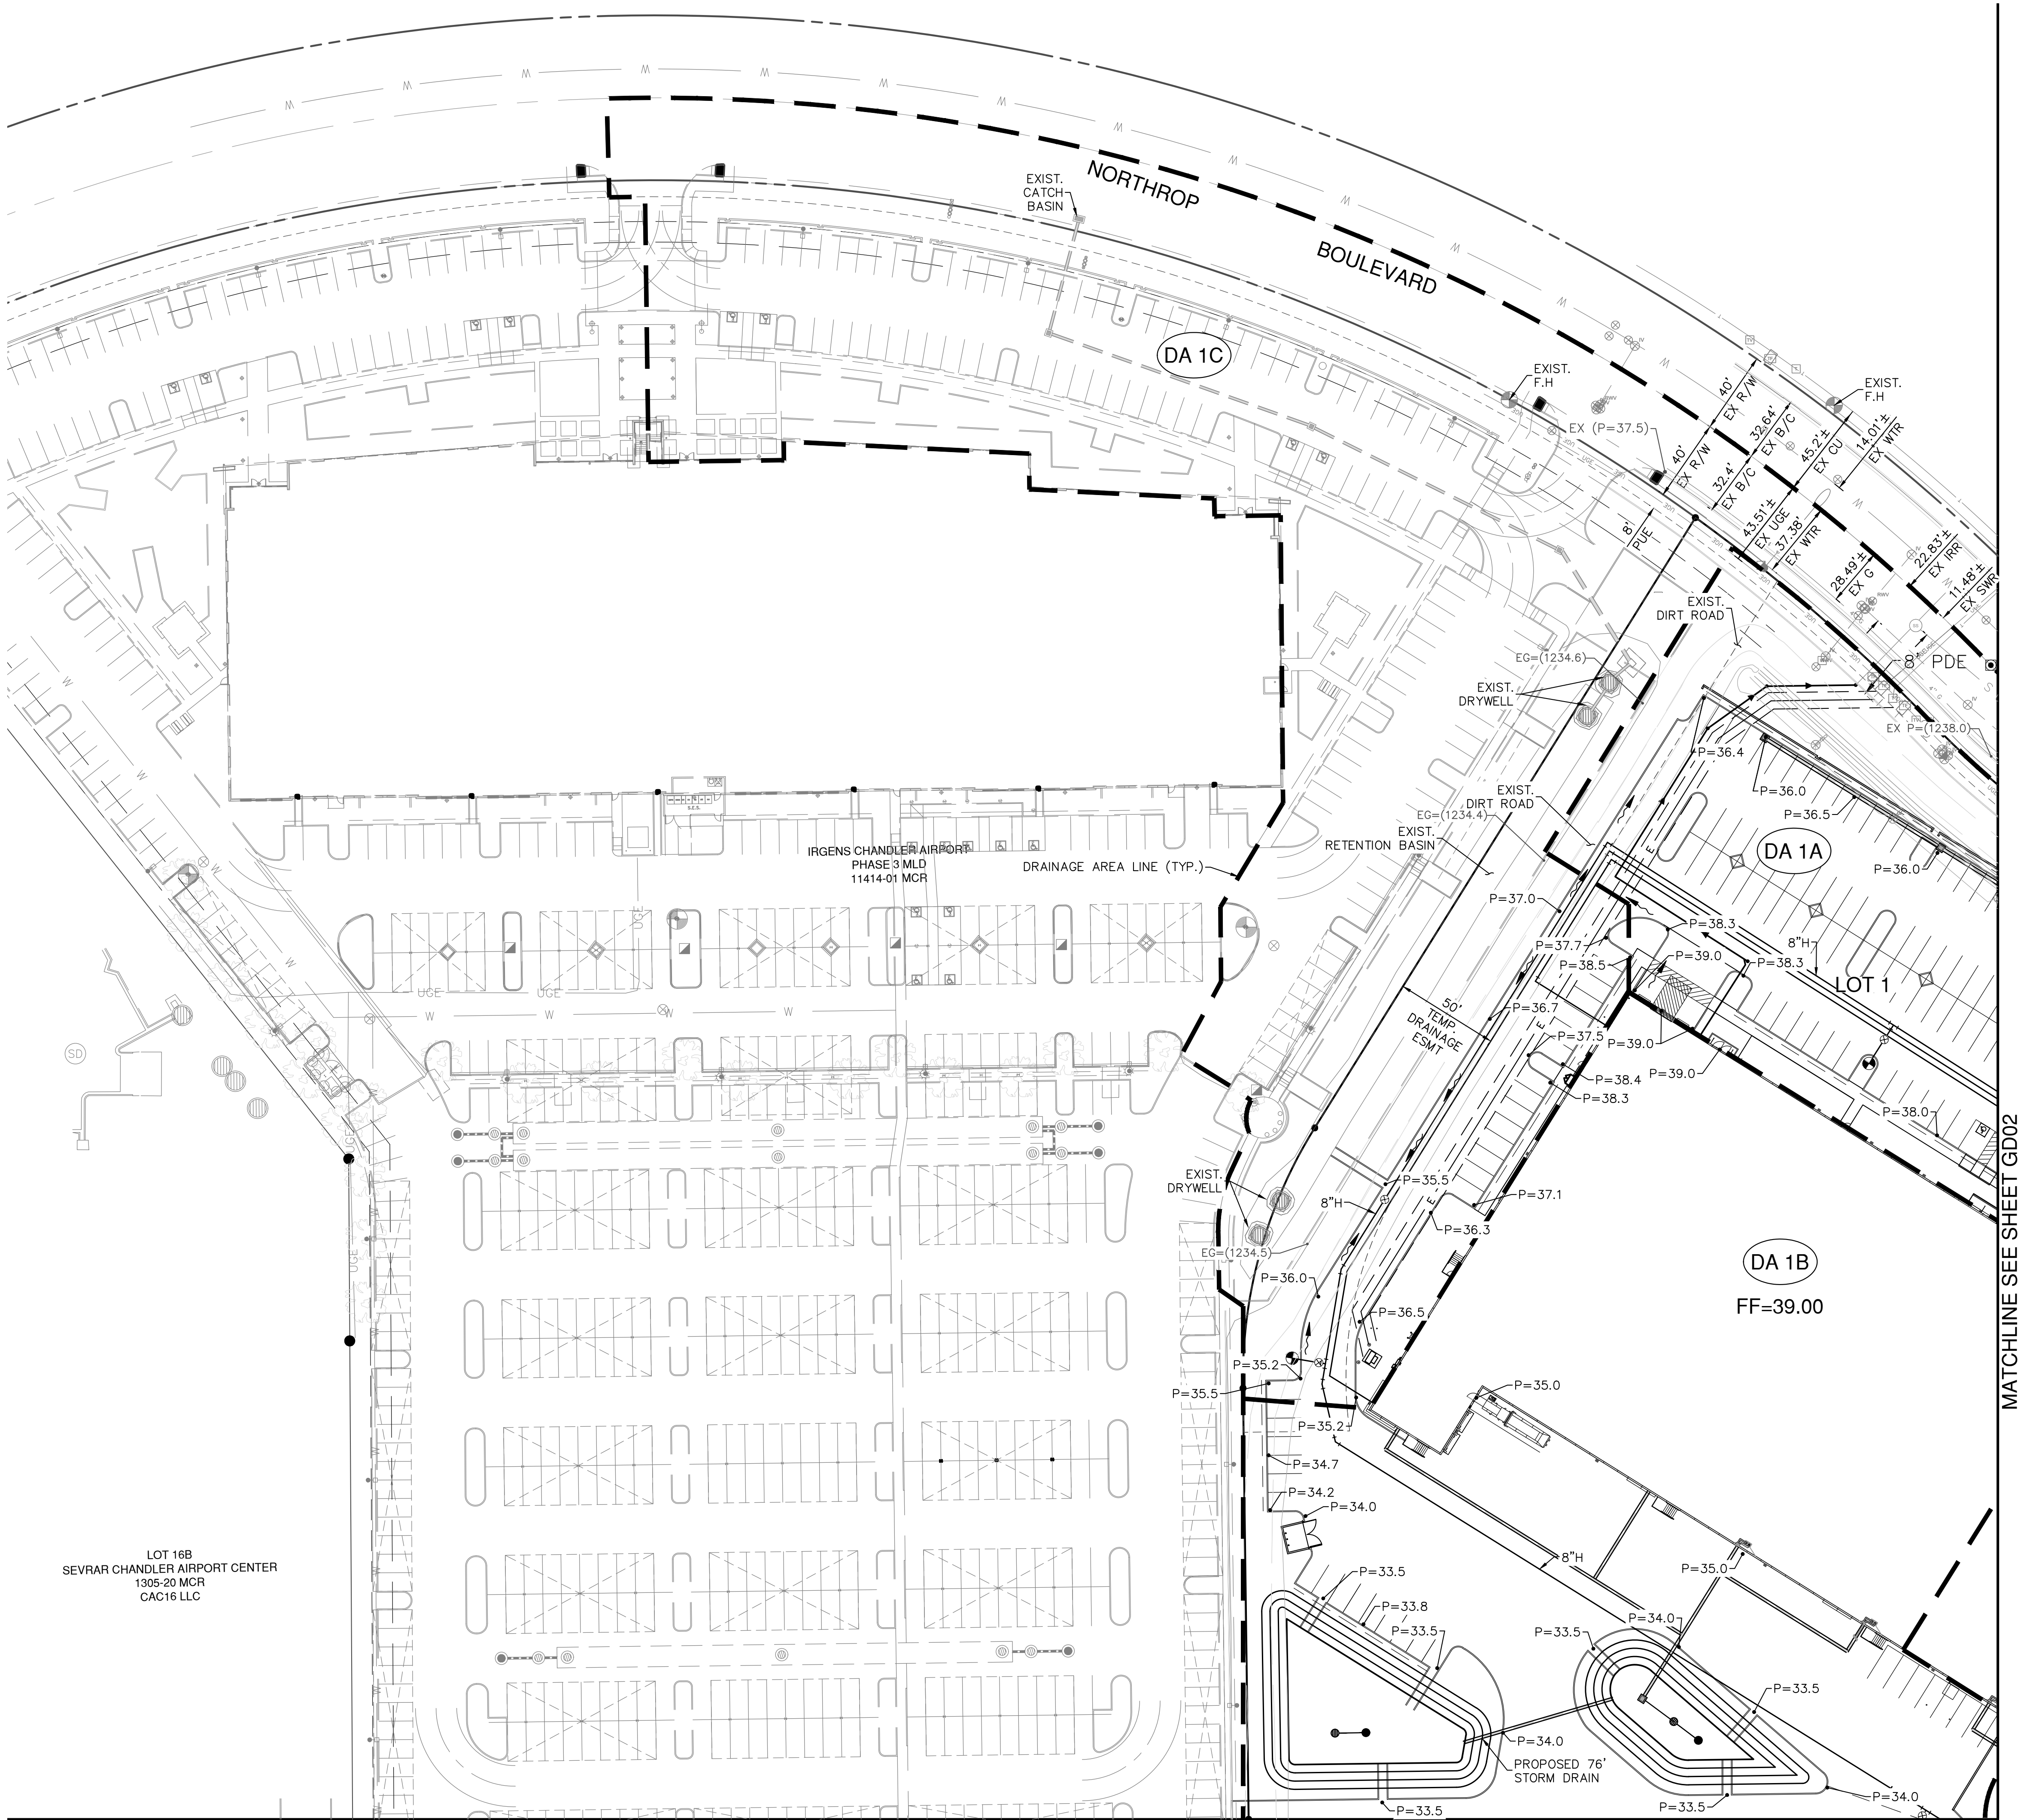 NORTHROP
BOULEVARD
EXIST.
CATCH
BASIN
DA 1C
EXIST.
F.H
EX (P=37.5)
40'
EX R/W
40'
EX R/W
32.64'
EX B/C
32.4'
EX B/C
45.2'±
EX CU
14.01'±
EX WTR
EXIST.
F.H
43.51'±
EX UGE
37.38'
EX WTR
28.49'±
EX G
22.83'±
EX IRR
11.48'±
EX SWR
8'
PUE
EXIST.
DIRT ROAD
8' PDE
EX P=(1238.0)
EG=(1234.6)
EXIST.
DRYWELL
P=36.4
P=36.0
P=36.5
P=36.0
DA 1A
EXIST.
DIRT ROAD
EG=(1234.4)
EXIST.
RETENTION BASIN
DRAINAGE AREA LINE (TYP.)
IRGENS CHANDLER AIRPORT
PHASE 3 MLD
11414-01 MCR
S.E.S.
P=37.0
P=38.3
P=37.7
P=38.5
P=39.0
8"H
P=38.3
LOT 1
50'
TEMP.
DRAINAGE
ESMT
P=36.7
P=37.5
P=39.0
P=38.4
P=39.0
P=38.3
P=38.0
UGE
UGE
UGE
UGE
UGE
W
W
W
SD
EXIST.
DRYWELL
P=35.5
8"H
P=37.1
P=36.3
EG=(1234.5)
P=36.0
P=36.5
DA 1B
FF=39.00
P=35.2
P=35.5
P=35.2
P=35.0
P=34.7
P=34.2
P=34.0
8"H
P=35.0
P=33.5
P=33.8
P=33.5
P=34.0
P=33.5
P=33.5
P=34.0
PROPOSED 76'
STORM DRAIN
P=33.5
P=33.5
P=34.0
LOT 16B
SEVRAR CHANDLER AIRPORT CENTER
1305-20 MCR
CAC16 LLC
MATCHLINE SEE SHEET GD02